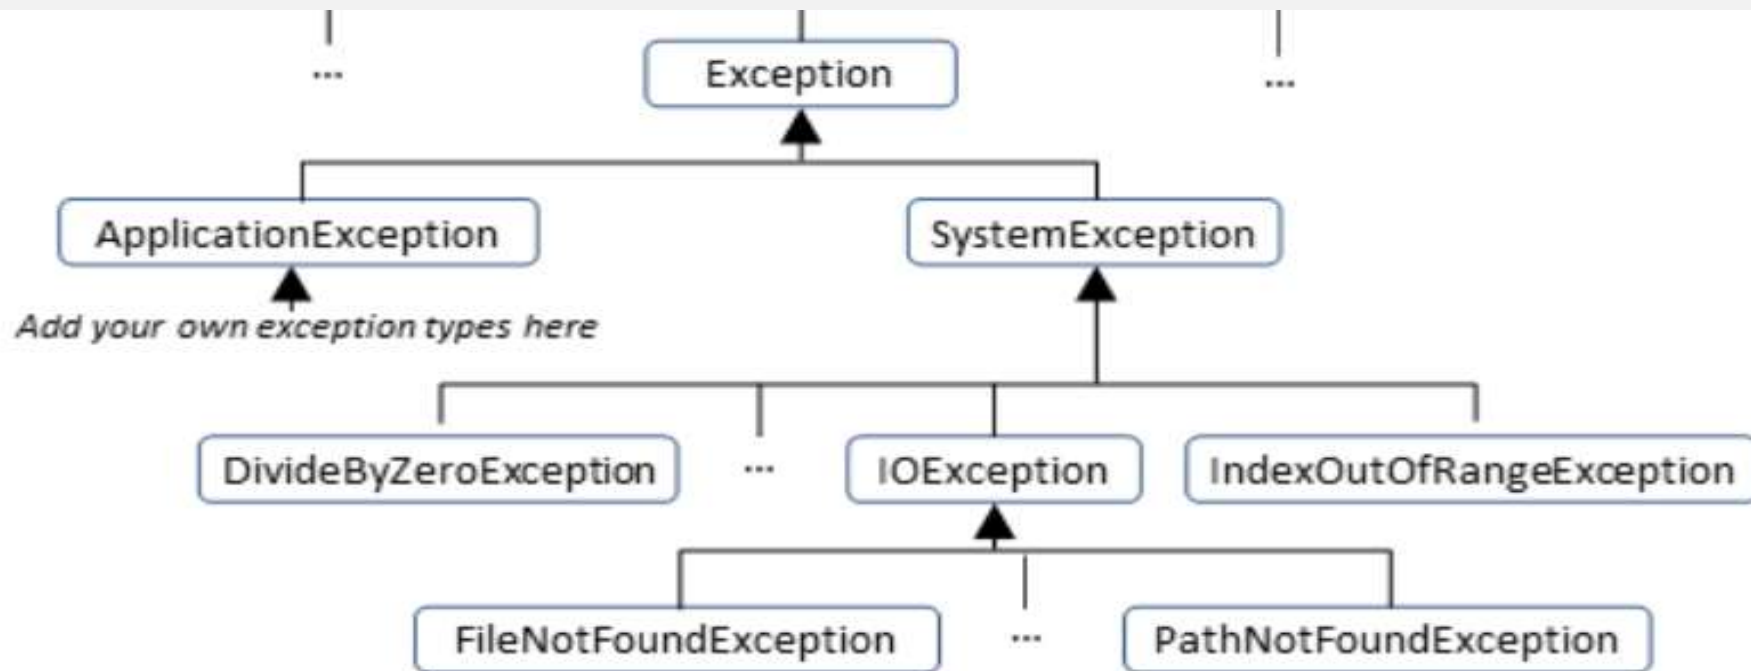 Exception
...
...
ApplicationException
SystemException
Add your own exception types here
DivideByZeroException
...
IOException
IndexOutOfRangeException
FileNotFoundException
...
PathNotFoundException